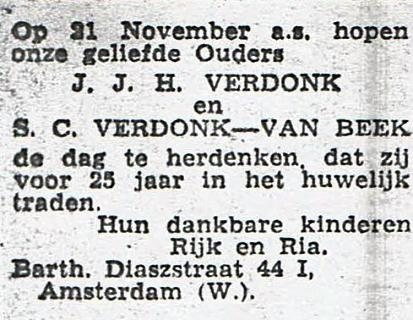 Op 21 November a.s. hopen
onze geliefde Ouders
J. J. H. VERDONK
en
S. C. VERDONK—VAN BEEK
de dag te herdenken, dat zij
voor 25 jaar in het huwelijk
traden.
Hun dankbare kinderen
Rijk en Ria.
Barth. Diaszstraat 44 I,
Amsterdam (W.).